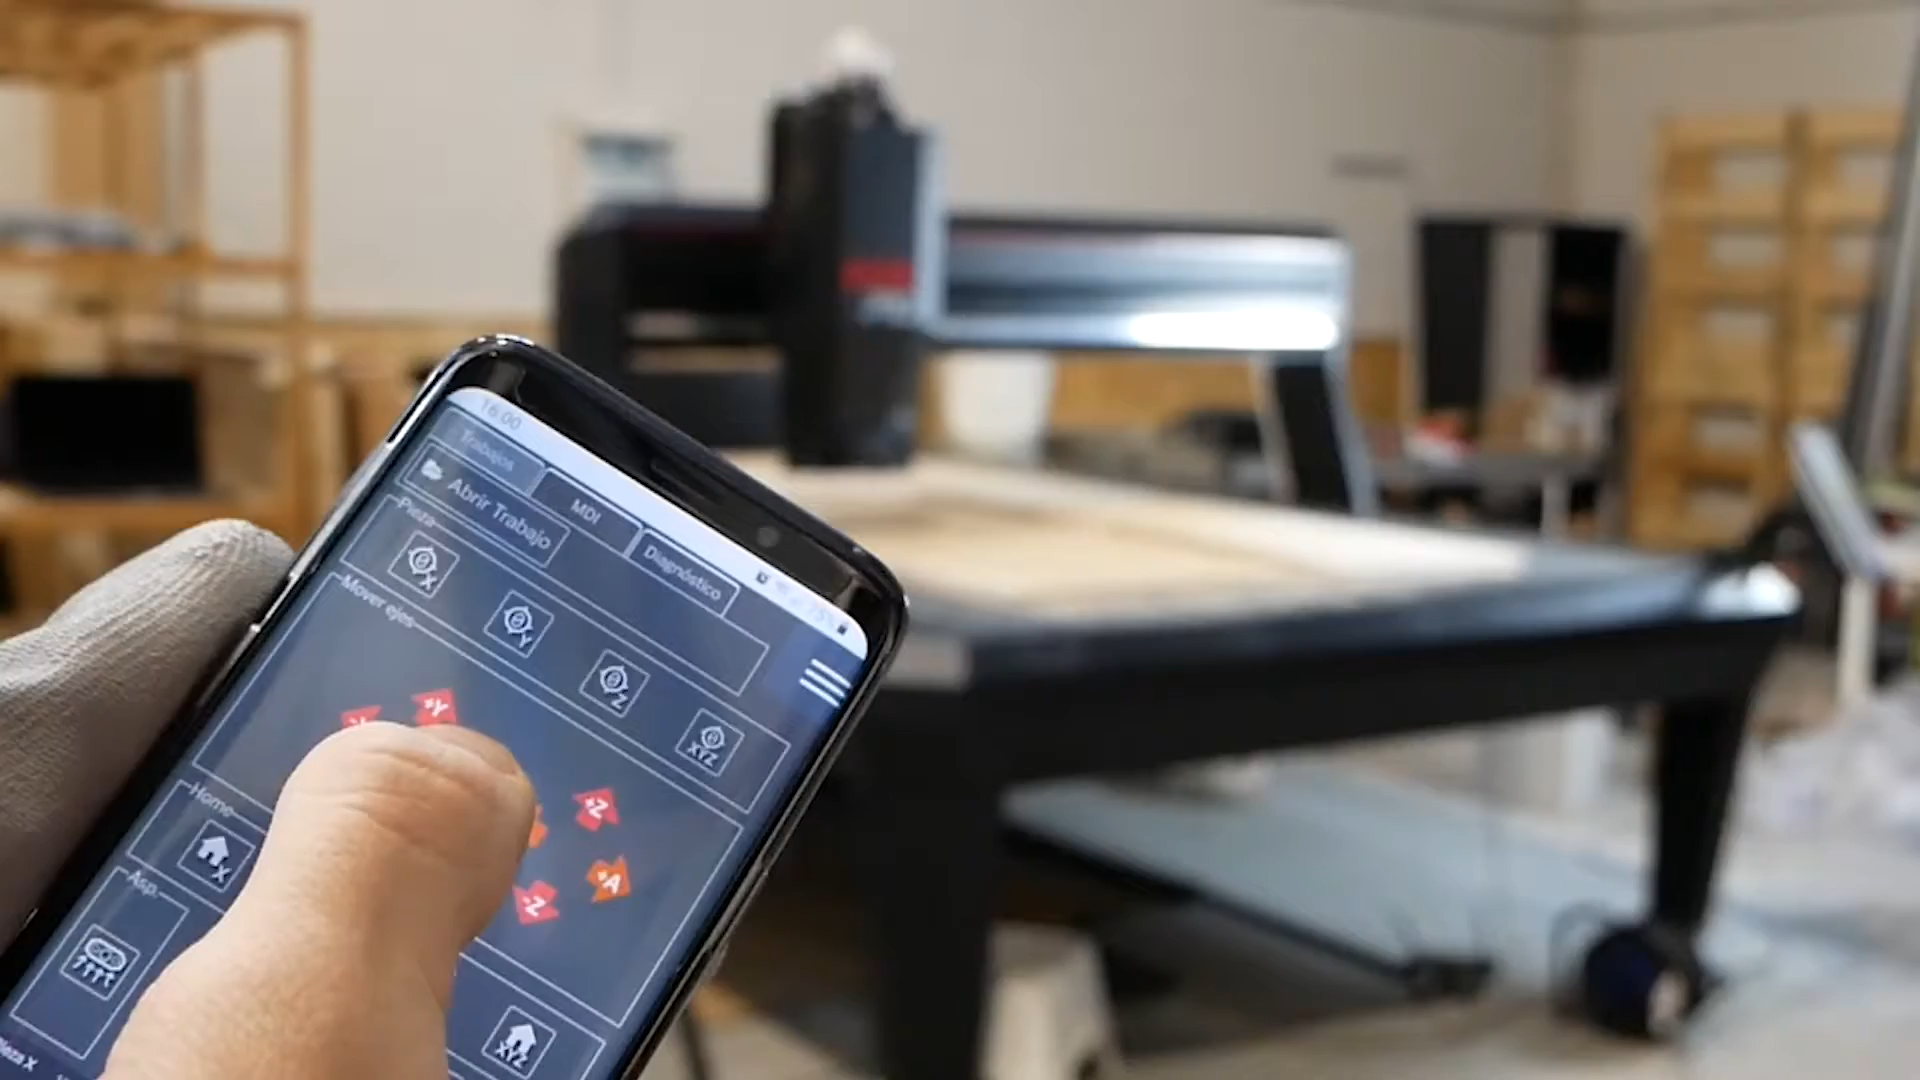 16:00
Trabajos
MDI
Diagnóstico
Abrir Trabajo
Pieza
X
Y
Z
XYZ
Mover ejes
+Y
+Z
+A
-Z
Home
X
XYZ
Asp.